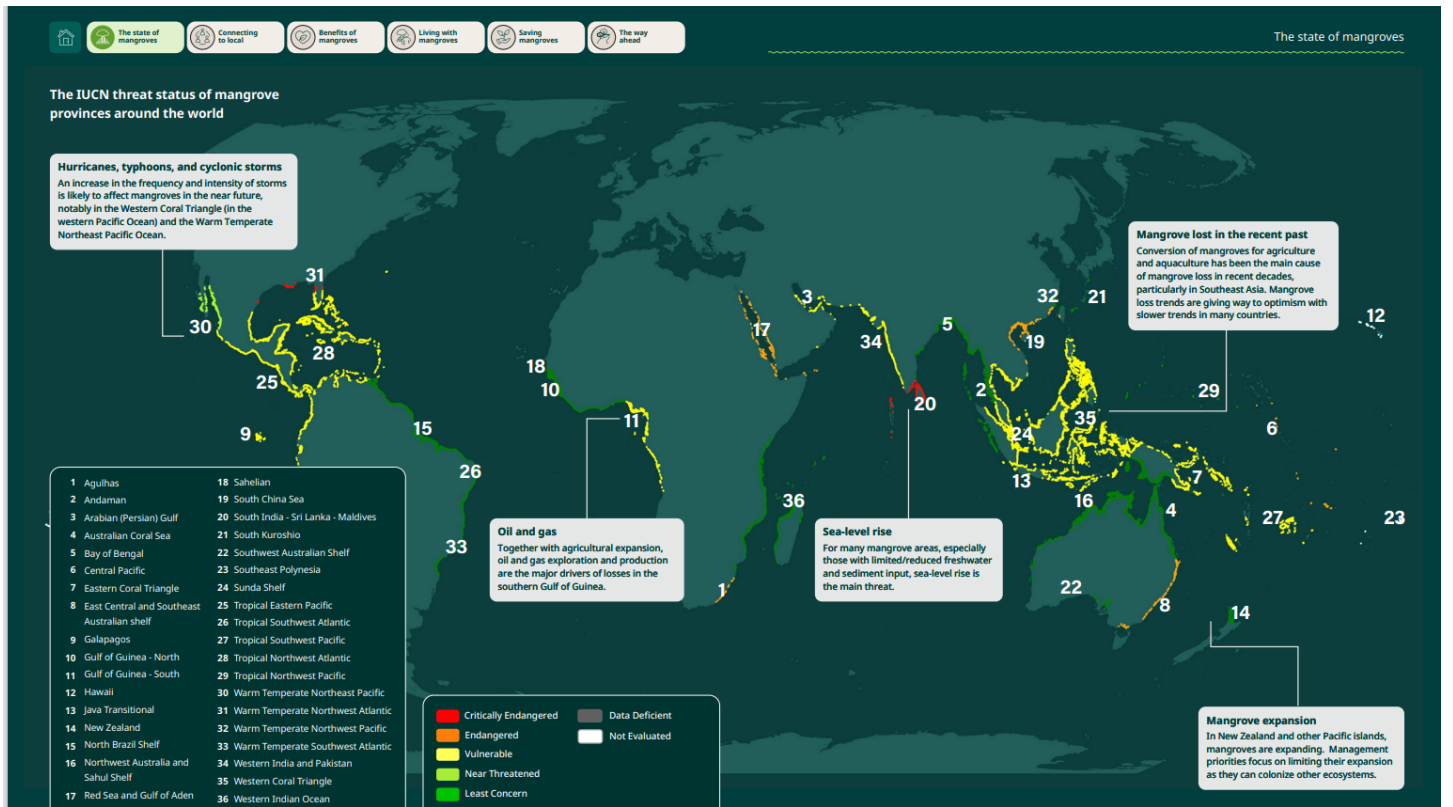 The state of
mangroves
Connecting
to local
Benefits of
mangroves
Living with
mangroves
Saving
mangroves
The way
ahead
The state of mangroves
The IUCN threat status of mangrove
provinces around the world
Hurricanes, typhoons, and cyclonic storms
An increase in the frequency and intensity of storms
is likely to affect mangroves in the near future,
notably in the Western Coral Triangle (in the
western Pacific Ocean) and the Warm Temperate
Northeast Pacific Ocean.
Mangrove lost in the recent past
Conversion of mangroves for agriculture
and aquaculture has been the main cause
of mangrove loss in recent decades,
particularly in Southeast Asia. Mangrove
loss trends are giving way to optimism with
slower trends in many countries.
31
30
28
25
9
15
26
33
18
10
11
17
3
34
5
20
36
1
32
21
19
2
24
35
13
16
12
29
6
7
4
27
23
22
8
14
Oil and gas
Together with agricultural expansion,
oil and gas exploration and production
are the major drivers of losses in the
southern Gulf of Guinea.
Sea-level rise
For many mangrove areas, especially
those with limited/reduced freshwater
and sediment input, sea-level rise is
the main threat.
Mangrove expansion
In New Zealand and other Pacific islands,
mangroves are expanding. Management
priorities focus on limiting their expansion
as they can colonize other ecosystems.
1 Agulhas
2 Andaman
3 Arabian (Persian) Gulf
4 Australian Coral Sea
5 Bay of Bengal
6 Central Pacific
7 Eastern Coral Triangle
8 East Central and Southeast
Australian shelf
9 Galapagos
10 Gulf of Guinea - North
11 Gulf of Guinea - South
12 Hawaii
13 Java Transitional
14 New Zealand
15 North Brazil Shelf
16 Northwest Australia and
Sahul Shelf
17 Red Sea and Gulf of Aden
18 Sahelian
19 South China Sea
20 South India - Sri Lanka - Maldives
21 South Kuroshio
22 Southwest Australian Shelf
23 Southeast Polynesia
24 Sunda Shelf
25 Tropical Eastern Pacific
26 Tropical Southwest Atlantic
27 Tropical Southwest Pacific
28 Tropical Northwest Atlantic
29 Tropical Northwest Pacific
30 Warm Temperate Northeast Pacific
31 Warm Temperate Northwest Atlantic
32 Warm Temperate Northwest Pacific
33 Warm Temperate Southwest Atlantic
34 Western India and Pakistan
35 Western Coral Triangle
36 Western Indian Ocean
Critically Endangered
Endangered
Vulnerable
Near Threatened
Least Concern
Data Deficient
Not Evaluated